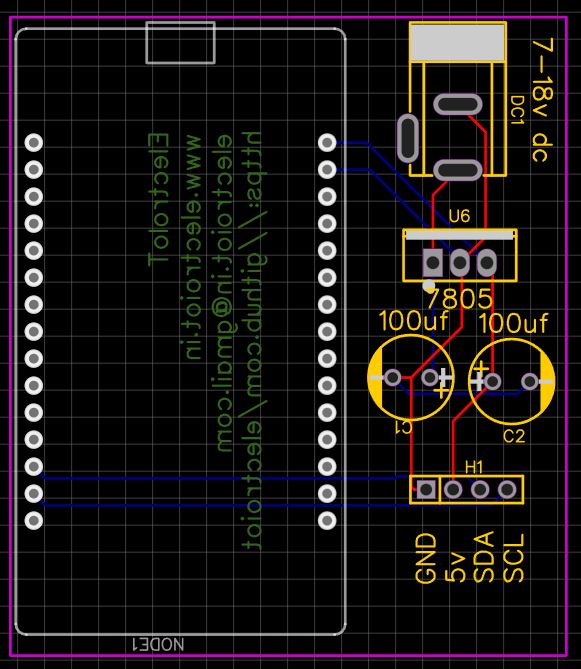 7-18v dc
DC1
U6
7805
100uf
100uf
C1
C2
H1
GND
5v
SDA
SCL
ElectroIoT
www.electroiot.in
electroiot.in@gmail.com
https://github.com/electroiot
NODE1